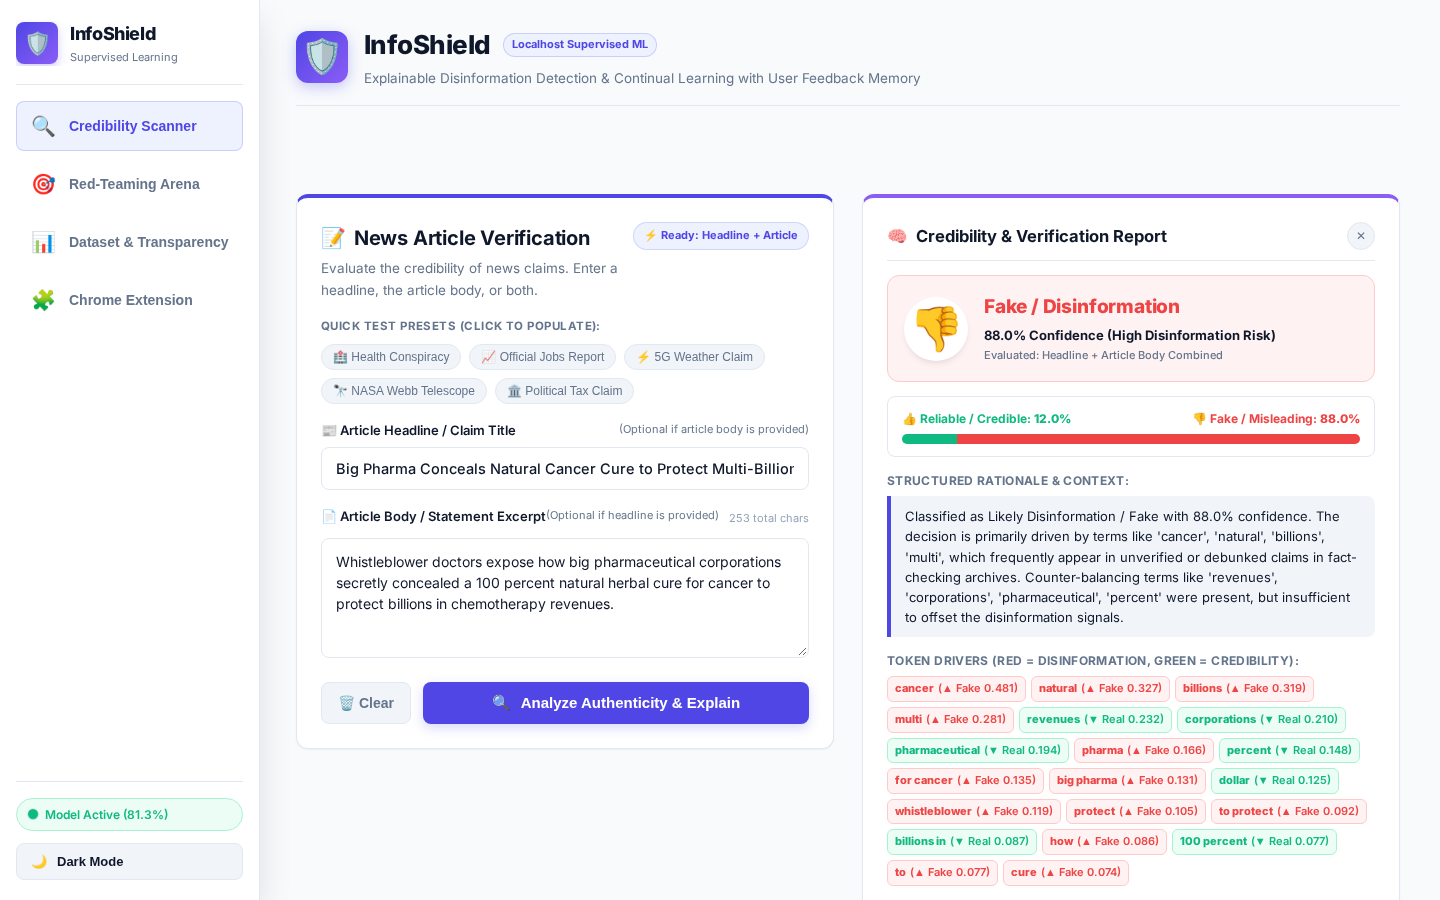 InfoShield
Supervised Learning
Credibility Scanner
Red-Teaming Arena
Dataset & Transparency
Chrome Extension
Model Active (81.3%)
Dark Mode
InfoShield
Localhost Supervised ML
Explainable Disinformation Detection & Continual Learning with User Feedback Memory
News Article Verification
⚡ Ready: Headline + Article
Evaluate the credibility of news claims. Enter a
headline, the article body, or both.
QUICK TEST PRESETS (CLICK TO POPULATE):
🏥 Health Conspiracy
📈 Official Jobs Report
⚡ 5G Weather Claim
🔭 NASA Webb Telescope
🏛️ Political Tax Claim
📰 Article Headline / Claim Title
(Optional if article body is provided)
Big Pharma Conceals Natural Cancer Cure to Protect Multi-Billion
📄 Article Body / Statement Excerpt(Optional if headline is provided)
253 total chars
Whistleblower doctors expose how big pharmaceutical corporations
secretly concealed a 100 percent natural herbal cure for cancer to
protect billions in chemotherapy revenues.
🗑️ Clear
🔍 Analyze Authenticity & Explain
🧠 Credibility & Verification Report
✕
Fake / Disinformation
88.0% Confidence (High Disinformation Risk)
Evaluated: Headline + Article Body Combined
👍 Reliable / Credible: 12.0%
👎 Fake / Misleading: 88.0%
STRUCTURED RATIONALE & CONTEXT:
Classified as Likely Disinformation / Fake with 88.0% confidence. The
decision is primarily driven by terms like 'cancer', 'natural', 'billions',
'multi', which frequently appear in unverified or debunked claims in fact-
checking archives. Counter-balancing terms like 'revenues',
'corporations', 'pharmaceutical', 'percent' were present, but insufficient
to offset the disinformation signals.
TOKEN DRIVERS (RED = DISINFORMATION, GREEN = CREDIBILITY):
cancer (▲ Fake 0.481) natural (▲ Fake 0.327) billions (▲ Fake 0.319)
multi (▲ Fake 0.281) revenues (▼ Real 0.232) corporations (▼ Real 0.210)
pharmaceutical (▼ Real 0.194) pharma (▲ Fake 0.166) percent (▼ Real 0.148)
for cancer (▲ Fake 0.135) big pharma (▲ Fake 0.131) dollar (▼ Real 0.125)
whistleblower (▲ Fake 0.119) protect (▲ Fake 0.105) to protect (▲ Fake 0.092)
billions in (▼ Real 0.087) how (▲ Fake 0.086) 100 percent (▼ Real 0.077)
to (▲ Fake 0.077) cure (▲ Fake 0.074)